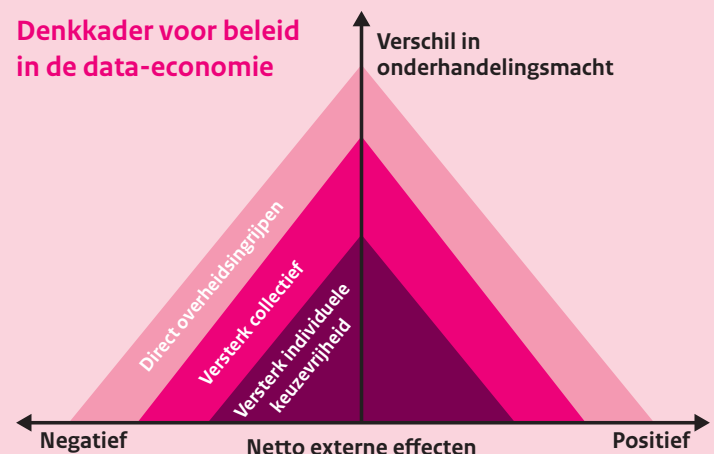 Denkkader voor beleid
in de data-economie
Verschil in
onderhandelingsmacht
Direct overheidsingrijpen
Versterk collectief
Versterk individuele
keuzevrijheid
Negatief
Netto externe effecten
Positief